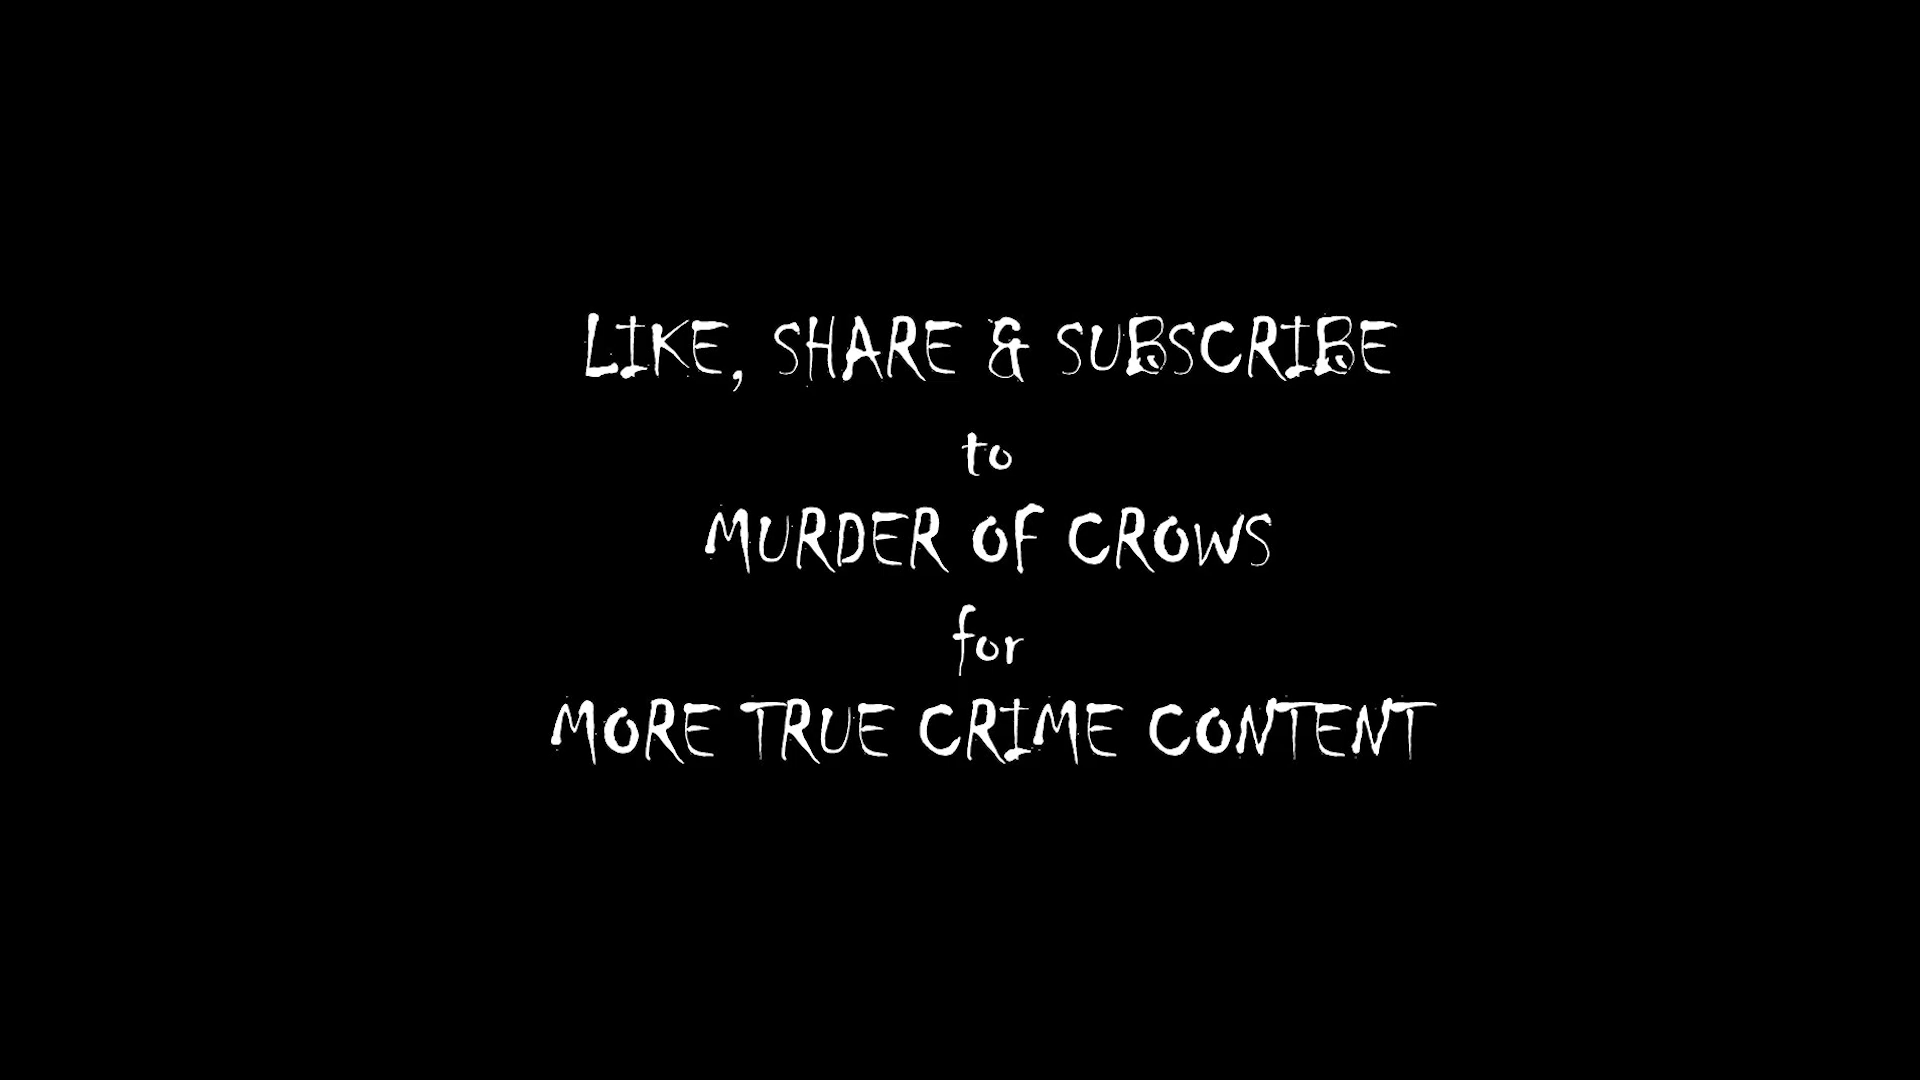 LIKE, SHARE & SUBSCRIBE
to
MURDER OF CROWS
for
MORE TRUE CRIME CONTENT